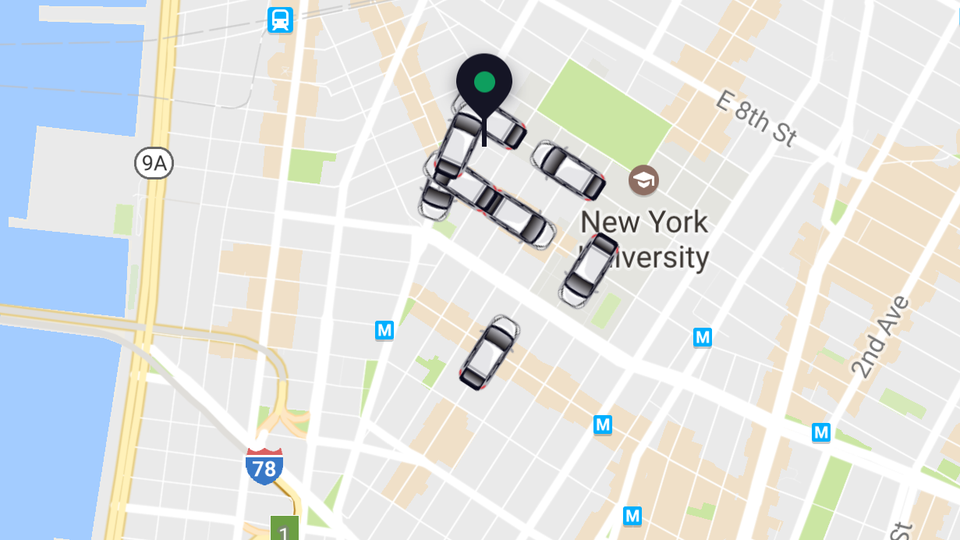 E 8th St
9A
New York
University
M
M
2nd Ave
M
M
78
M
1
St